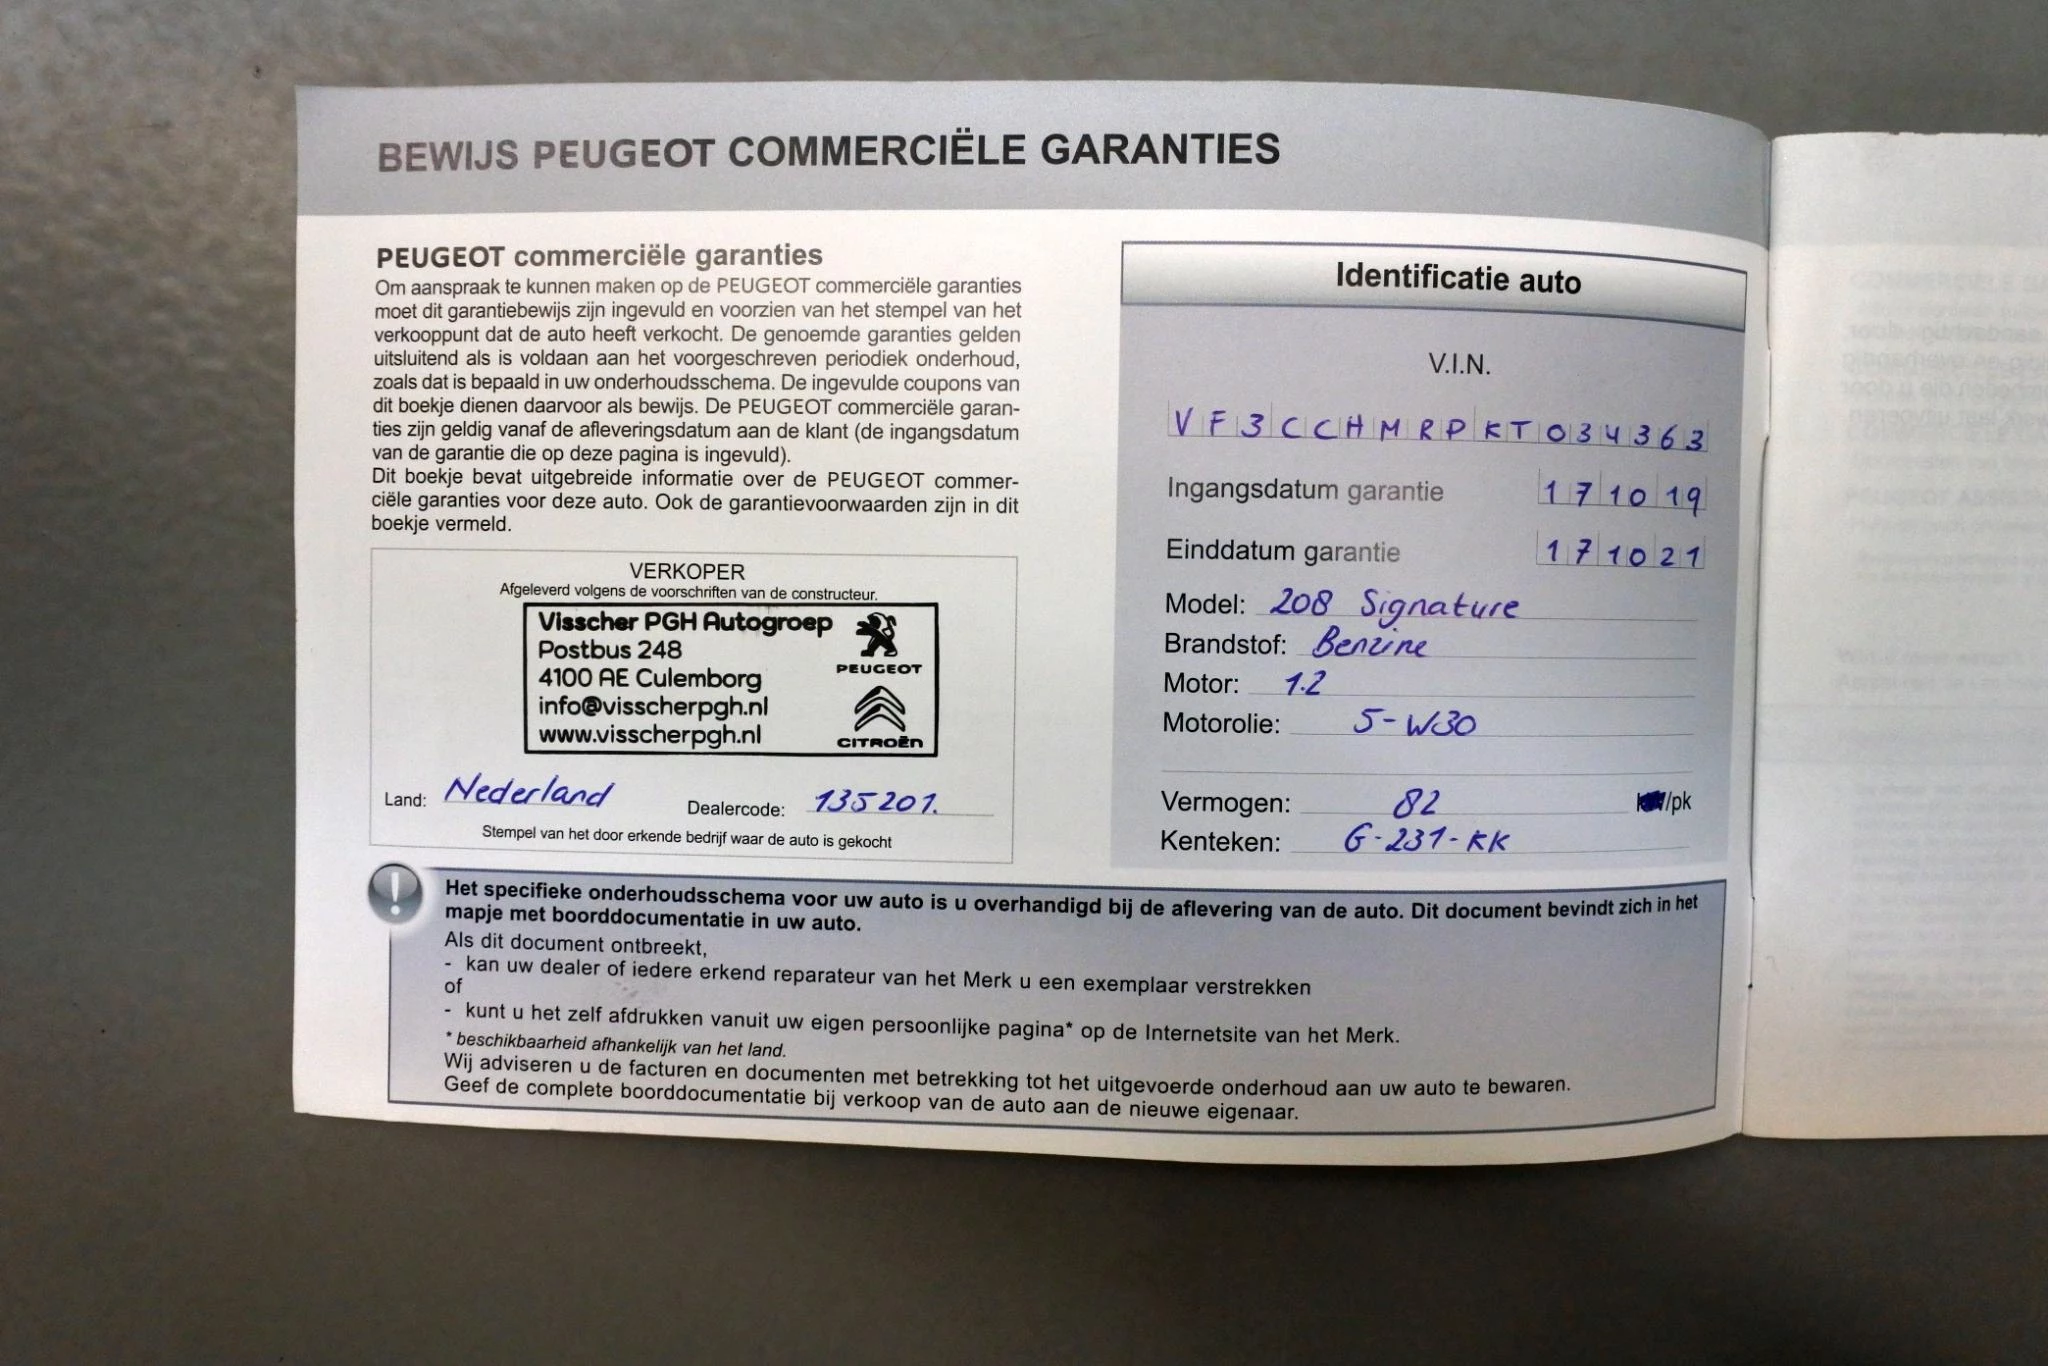 BEWIJS PEUGEOT COMMERCIËLE GARANTIES
PEUGEOT commerciële garanties
Om aanspraak te kunnen maken op de PEUGEOT commerciële garanties
moet dit garantiebewijs zijn ingevuld en voorzien van het stempel van het
verkooppunt dat de auto heeft verkocht. De genoemde garanties gelden
uitsluitend als is voldaan aan het voorgeschreven periodiek onderhoud,
zoals dat is bepaald in uw onderhoudsschema. De ingevulde coupons van
dit boekje dienen daarvoor als bewijs. De PEUGEOT commerciële garan-
ties zijn geldig vanaf de afleveringsdatum aan de klant (de ingangsdatum
van de garantie die op deze pagina is ingevuld).
Dit boekje bevat uitgebreide informatie over de PEUGEOT commer-
ciële garanties voor deze auto. Ook de garantievoorwaarden zijn in dit
boekje vermeld.
VERKOPER
Afgeleverd volgens de voorschriften van de constructeur.
Visscher PGH Autogroep
Postbus 248
4100 AE Culemborg
info@visscherpgh.nl
www.visscherpgh.nl
PEUGEOT
CITROËN
Land: Nederland Dealercode: 135201.
Stempel van het door erkende bedrijf waar de auto is gekocht
Identificatie auto
V.I.N.
VF3CCHMRPKT034363
Ingangsdatum garantie 171019
Einddatum garantie 171021
Model: 208 Signature
Brandstof: Benzine
Motor: 1.2
Motorolie: 5-W30
Vermogen: 82 /pk
Kenteken: G-231-KK
Het specifieke onderhoudsschema voor uw auto is u overhandigd bij de aflevering van de auto. Dit document bevindt zich in het
mapje met boorddocumentatie in uw auto.
Als dit document ontbreekt,
- kan uw dealer of iedere erkend reparateur van het Merk u een exemplaar verstrekken
of
- kunt u het zelf afdrukken vanuit uw eigen persoonlijke pagina* op de Internetsite van het Merk.
* beschikbaarheid afhankelijk van het land.
Wij adviseren u de facturen en documenten met betrekking tot het uitgevoerde onderhoud aan uw auto te bewaren.
Geef de complete boorddocumentatie bij verkoop van de auto aan de nieuwe eigenaar.